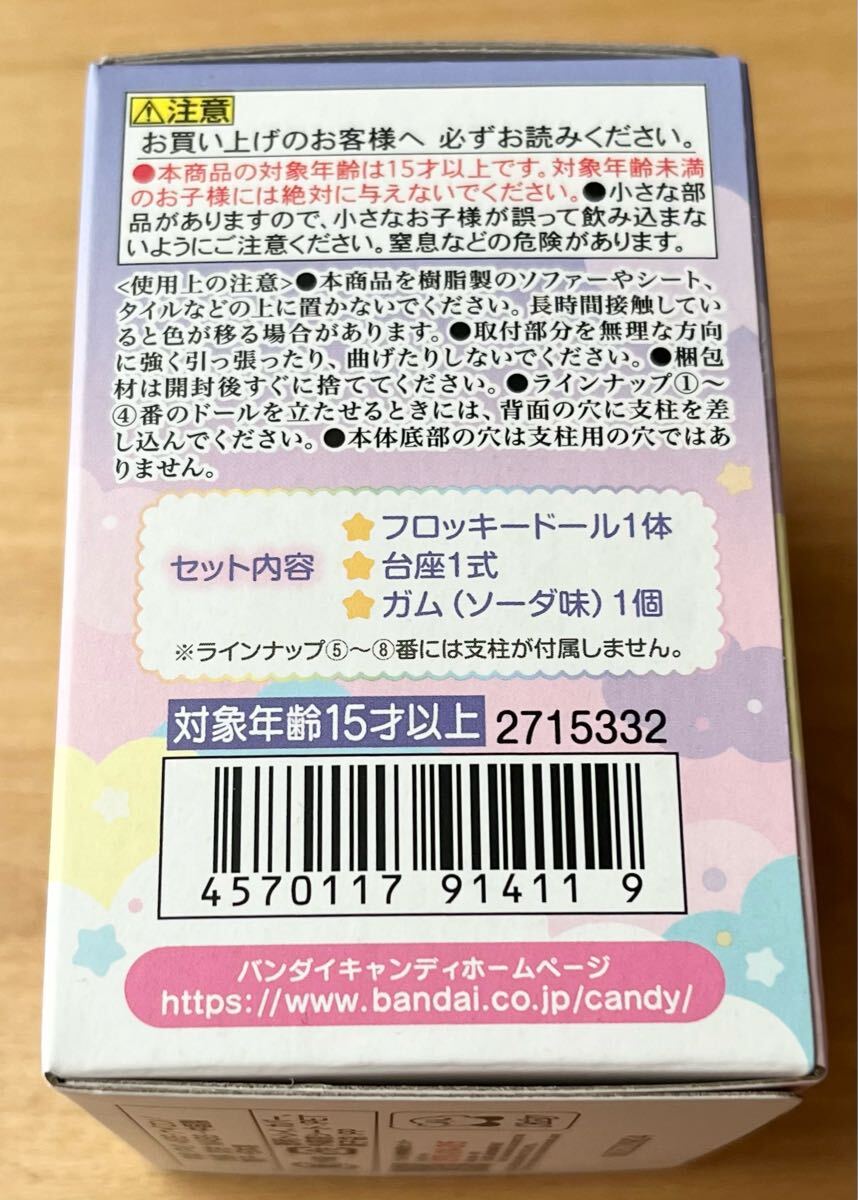 ⚠注意
お買い上げのお客様へ 必ずお読みください。
●本商品の対象年齢は15才以上です。対象年齢未満
のお子様には絶対に与えないでください。●小さな部
品がありますので、小さなお子様が誤って飲み込まな
いようにご注意ください。窒息などの危険があります。
<使用上の注意>●本商品を樹脂製のソファーやシート、
タイルなどの上に置かないでください。長時間接触してい
ると色が移る場合があります。●取付部分を無理な方向
に強く引っ張ったり、曲げたりしないでください。●梱包
材は開封後すぐに捨ててください。●ラインナップ①〜
④番のドールを立たせるときには、背面の穴に支柱を差
し込んでください。●本体底部の穴は支柱用の穴ではあ
りません。
セット内容
フロッキードール1体
台座1式
ガム(ソーダ味)1個
※ラインナップ⑤〜⑧番には支柱が付属しません。
対象年齢15才以上 2715332
4570117 914119
バンダイキャンディホームページ
https://www.bandai.co.jp/candy/